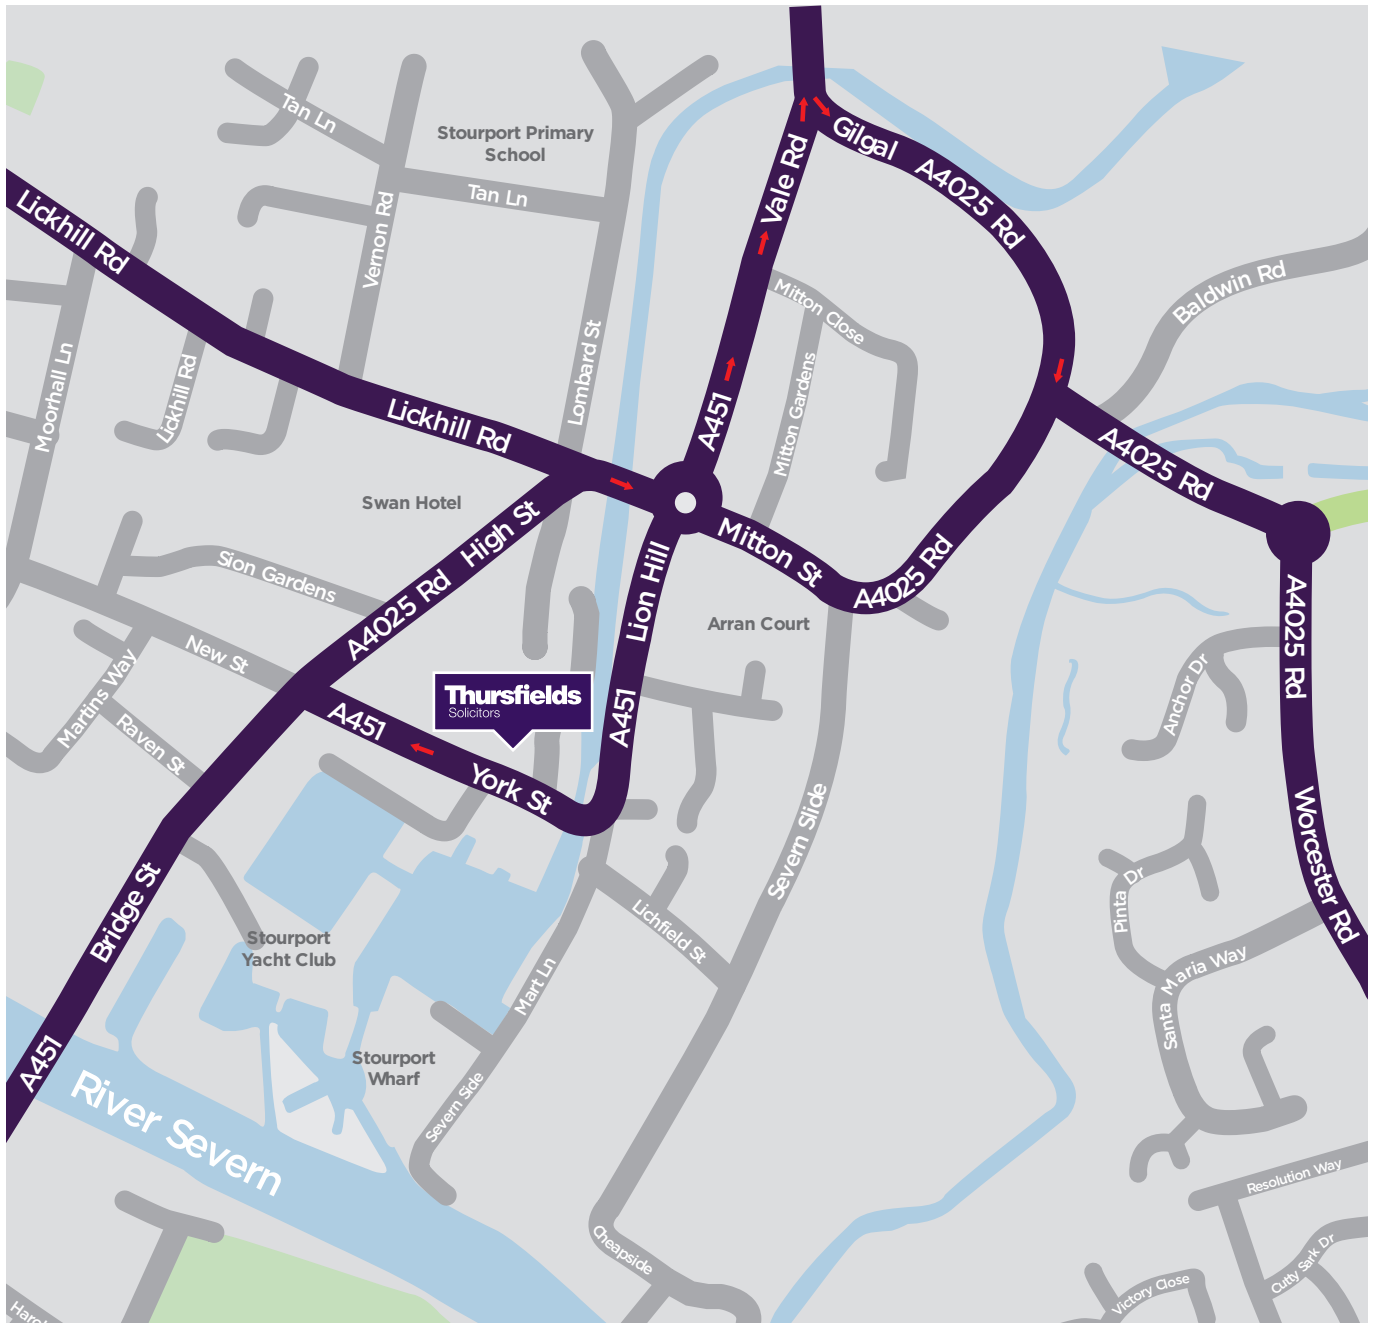 Tan Ln
Stourport Primary
School
Tan Ln
Vernon Rd
Lickhill Rd
Vale Rd
Gilgal
A4025 Rd
Baldwin Rd
Mitton Close
Mitton Gardens
Lombard St
Moorhall Ln
Lickhill Rd
Lickhill Rd
A451
A4025 Rd
Swan Hotel
High St
A4025 Rd
Sion Gardens
Mitton St
A4025 Rd
Lion Hill
Arran Court
A4025 Rd
New St
Martins Way
Raven St
Thursfields
Solicitors
A451
A451
York St
Anchor Dr
Severn Slide
Worcester Rd
Bridge St
Pinta Dr
Lichfield St
Stourport
Yacht Club
Santa Maria Way
Mart Ln
Stourport
Wharf
A451
Severn Side
River Severn
Resolution Way
Cheapside
Cutty Sark Dr
Victory Close